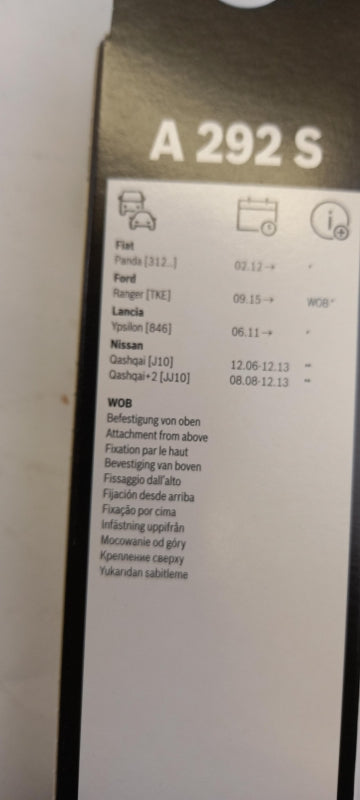 A 292 S
Fiat
Panda [312..] 02.12→
Ford
Ranger [TKE] 09.15→ WOB*
Lancia
Ypsilon [846] 06.11→
Nissan
Qashqai [J10] 12.06-12.13 **
Qashqai+2 [JJ10] 08.08-12.13 **
WOB
Befestigung von oben
Attachment from above
Fixation par le haut
Bevestiging van boven
Fissaggio dall'alto
Fijación desde arriba
Fixação por cima
Infästning uppifrån
Mocowanie od góry
Крепление сверху
Yukarıdan sabitleme